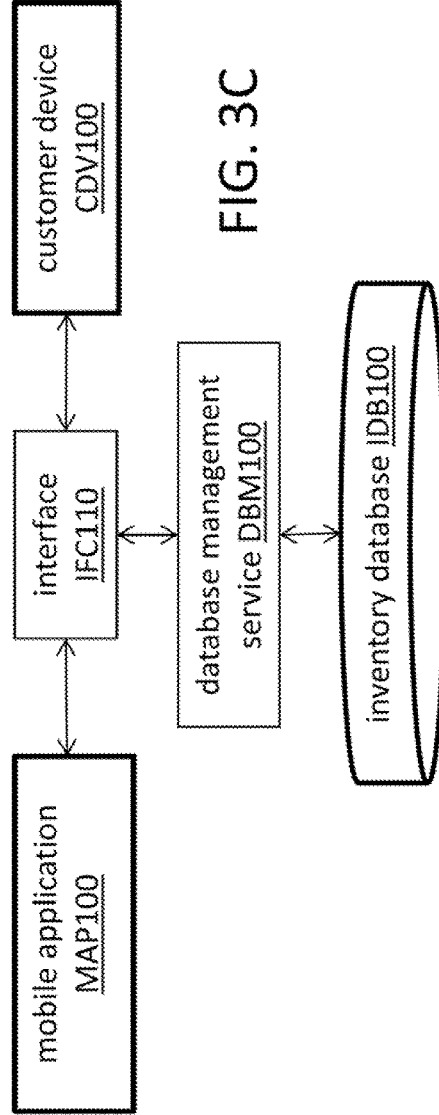 mobile application
MAP100
interface
IFC110
customer device
CDV100
database management
service DBM100
inventory database IDB100
FIG. 3C